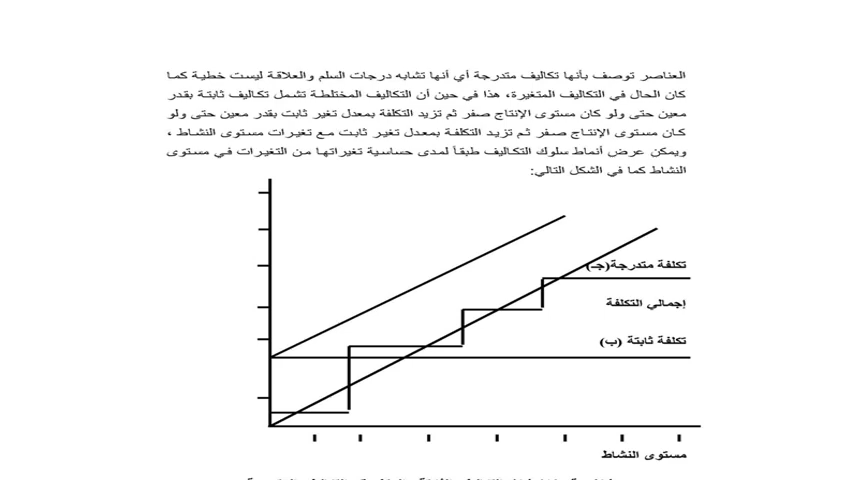 العناصر توصف بأنها تكاليف متدرجة أي أنها تشابه درجات السلم والعلاقة ليست خطية كما
كان الحال في التكاليف المتغيرة، هذا في حين أن التكاليف المختلطة تشمل تكاليف ثابتة بقدر
معين حتى ولو كان مستوى الإنتاج صفر ثم تزيد التكلفة بمعدل تغير ثابت بقدر معين حتى ولو
كان مستوى الإنتاج صفر ثم تزيد التكلفة بمعدل تغير ثابت مع تغيرات مستوى النشاط ،
ويمكن عرض أنماط سلوك التكاليف طبقاً لمدى حساسية تغيراتها من التغيرات في مستوى
النشاط كما في الشكل التالي:
تكلفة متدرجة(جـ)
إجمالي التكلفة
تكلفة ثابتة (ب)
مستوى النشاط